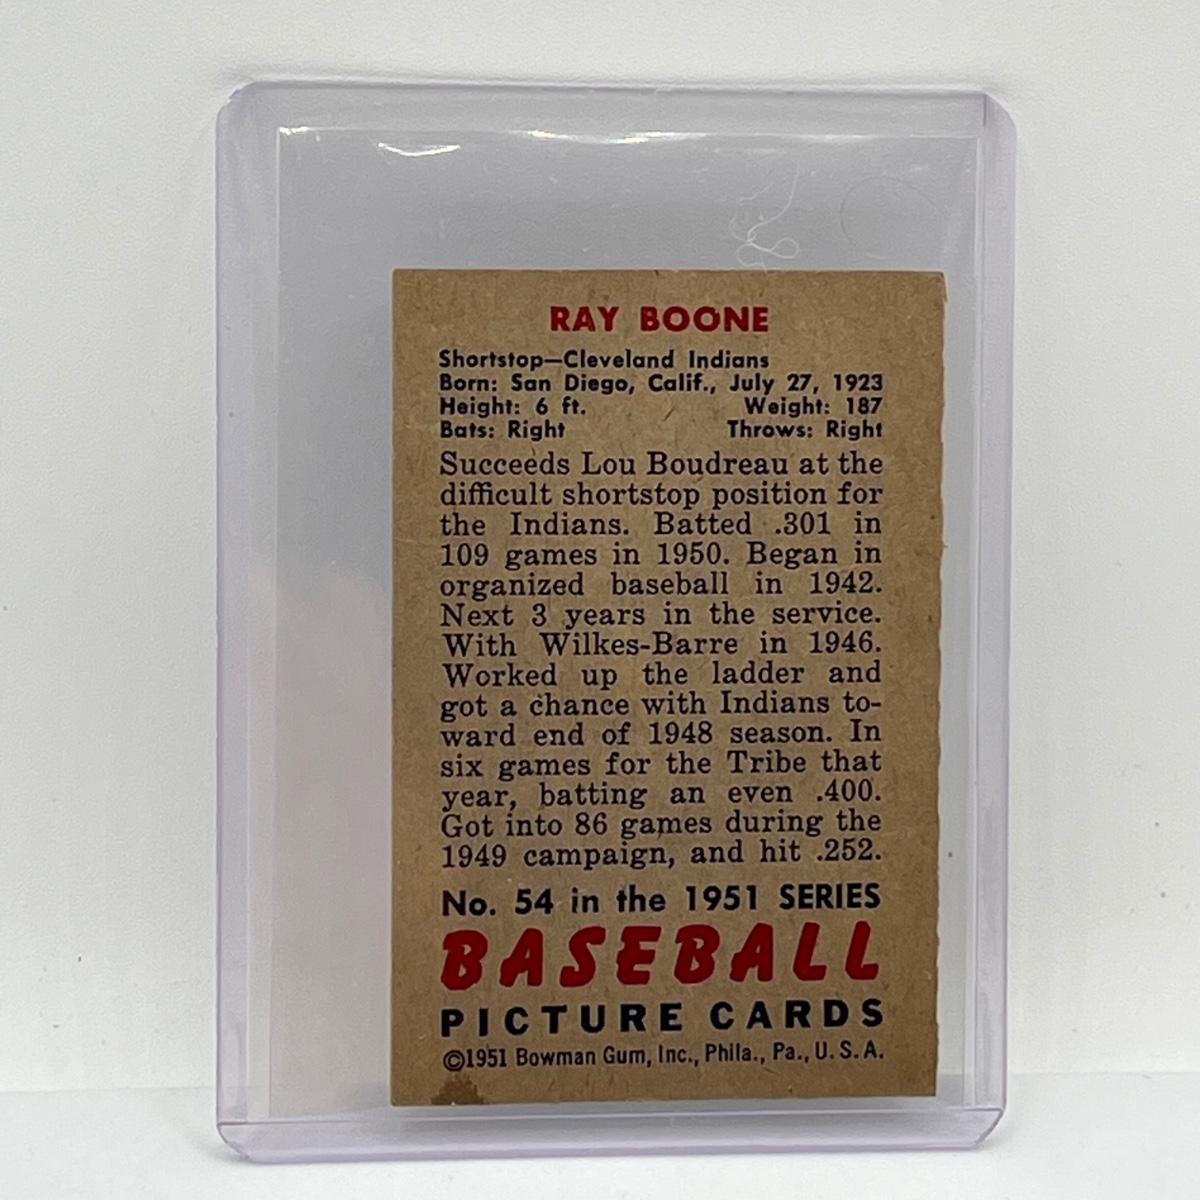 RAY BOONE
Shortstop—Cleveland Indians
Born: San Diego, Calif., July 27, 1923
Height: 6 ft. Weight: 187
Bats: Right Throws: Right
Succeeds Lou Boudreau at the
difficult shortstop position for
the Indians. Batted .301 in
109 games in 1950. Began in
organized baseball in 1942.
Next 3 years in the service.
With Wilkes-Barre in 1946.
Worked up the ladder and
got a chance with Indians to-
ward end of 1948 season. In
six games for the Tribe that
year, batting an even .400.
Got into 86 games during the
1949 campaign, and hit .252.
No. 54 in the 1951 SERIES
BASEBALL
PICTURE CARDS
©1951 Bowman Gum, Inc., Phila., Pa., U.S.A.